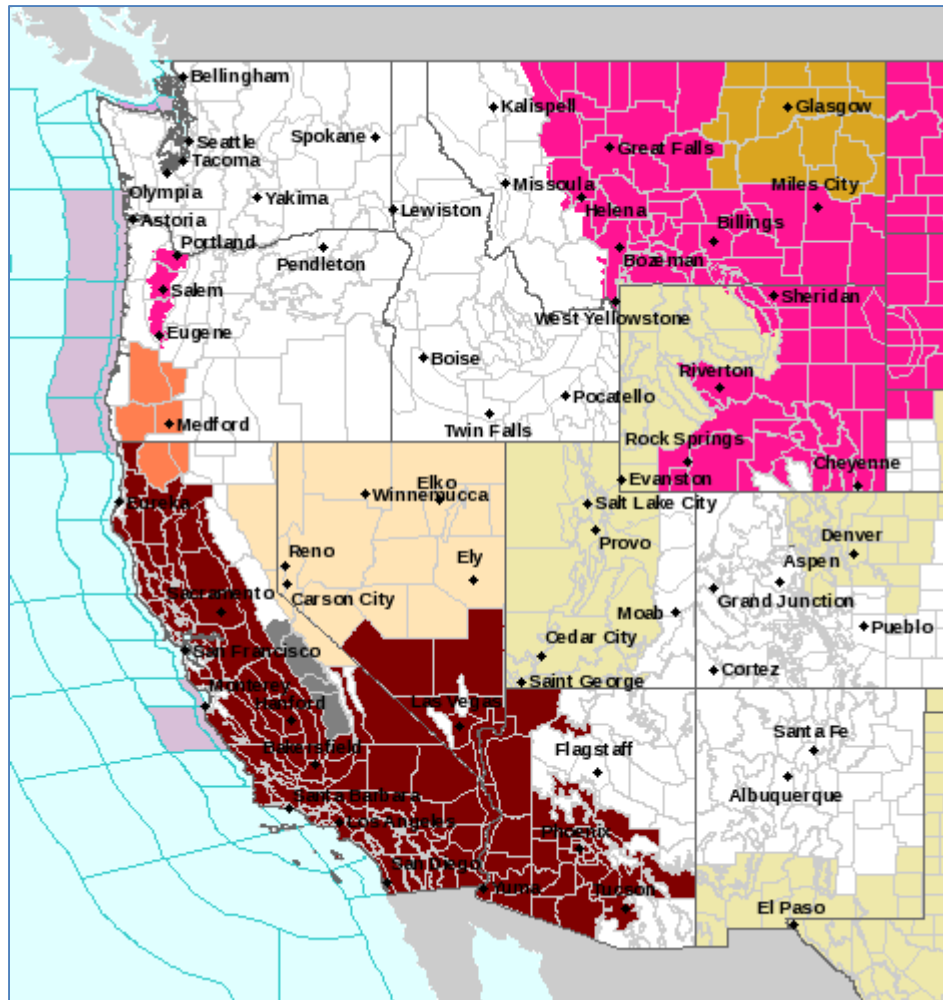 Bellingham
Kalispell
Glasgow
Seattle
Spokane
Great Falls
Tacoma
Olympia
Yakima
Missoula
Miles City
Lewiston
Helena
Astoria
Billings
Portland
Pendleton
Bozeman
Salem
Sheridan
West Yellowstone
Eugene
Boise
Riverton
Pocatello
Medford
Twin Falls
Rock Springs
Cheyenne
Elko
Evanston
Winnemucca
Eureka
Salt Lake City
Provo
Denver
Reno
Ely
Aspen
Sacramento
Carson City
Grand Junction
Moab
Pueblo
San Francisco
Cedar City
Cortez
Monterey
Saint George
Hanford
Las Vegas
Bakersfield
Flagstaff
Santa Fe
Albuquerque
Santa Barbara
Los Angeles
Phoenix
San Diego
Yuma
Tucson
El Paso